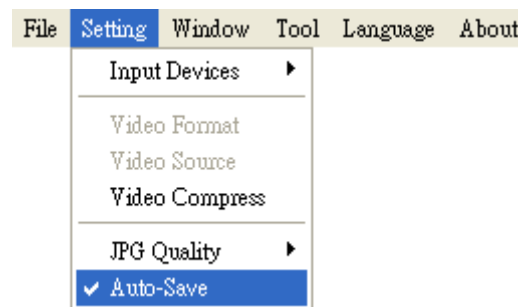 File Setting Window Tool Language About
Input Devices
Video Format
Video Source
Video Compress
JPG Quality
Auto-Save